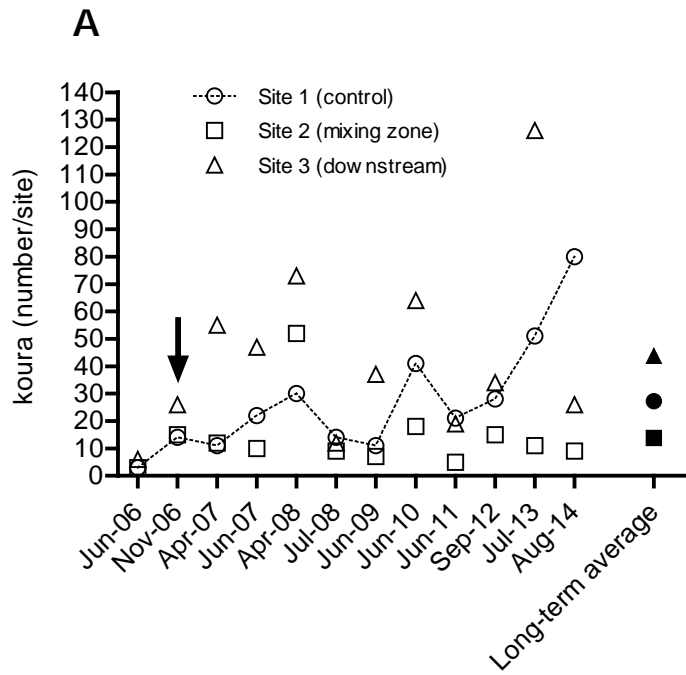 A
140
130
120
110
100
90
80
70
60
50
40
30
20
10
0
koura (number/site)
Site 1 (control)
Site 2 (mixing zone)
Site 3 (downstream)
Jun-06
Nov-06
Apr-07
Jun-07
Apr-08
Jul-08
Jun-09
Jun-10
Jun-11
Sep-12
Jul-13
Aug-14
Long-term average